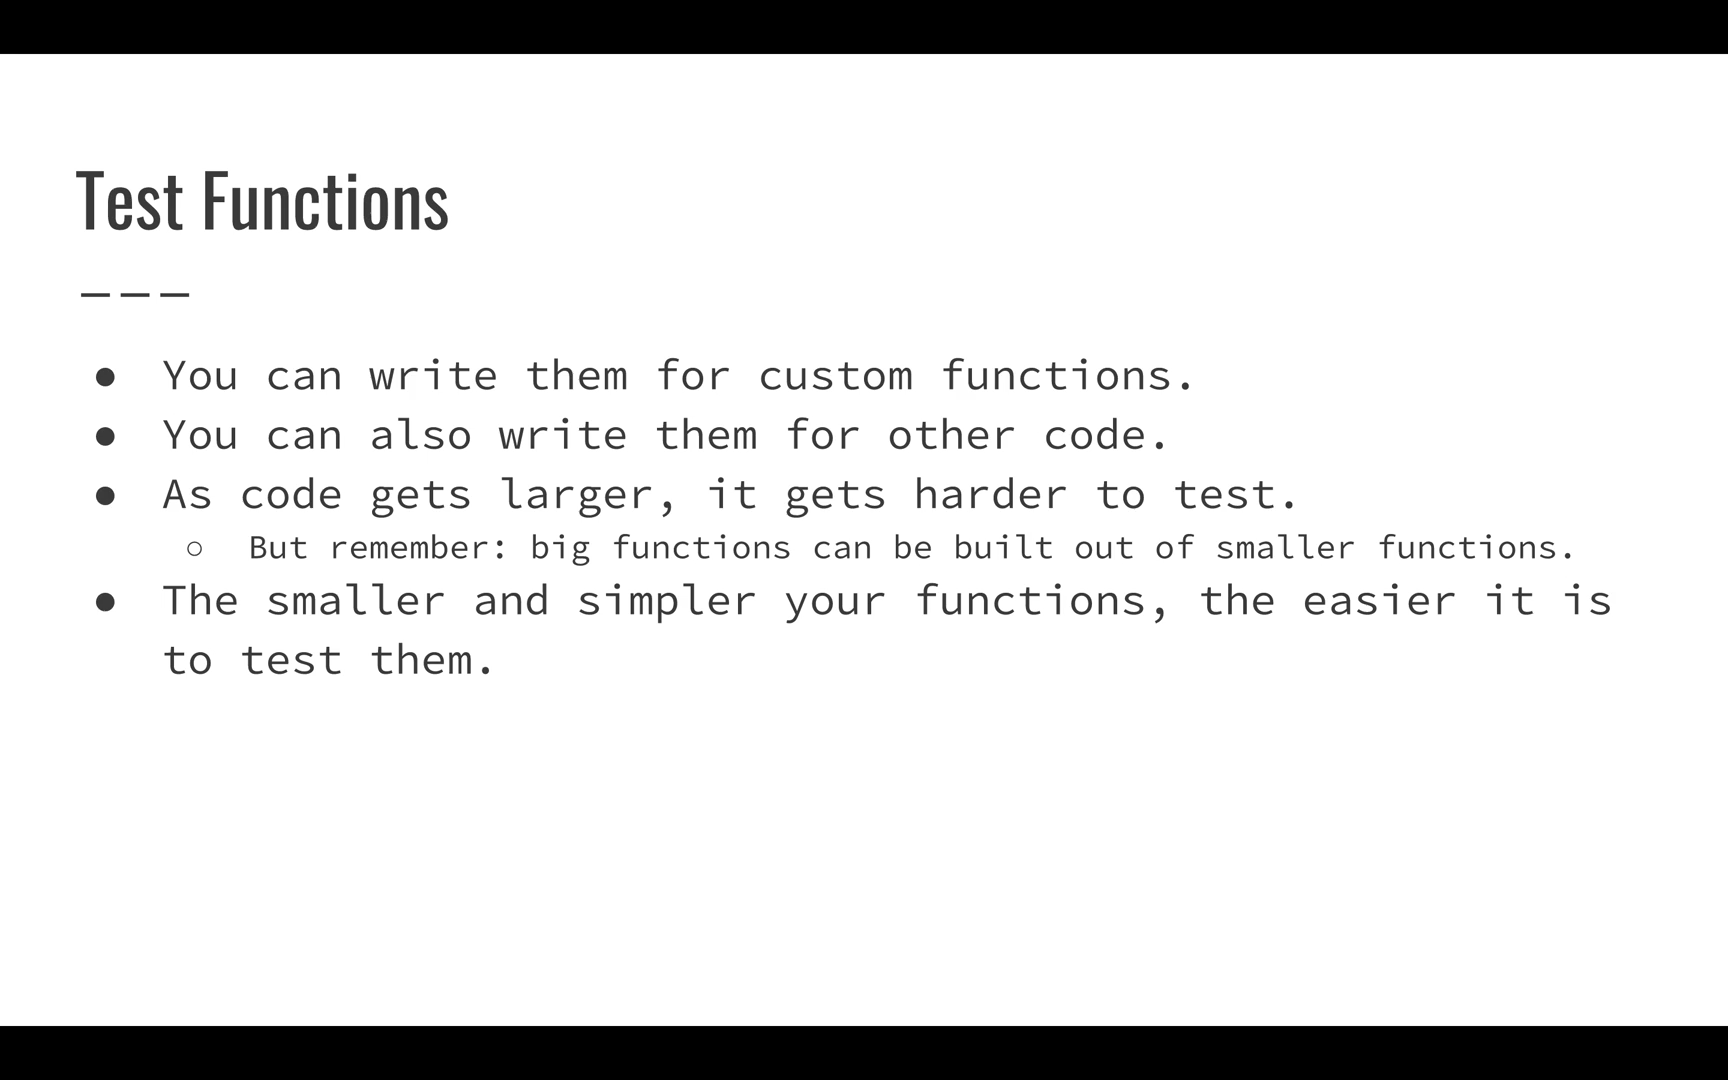 Test Functions
———
● You can write them for custom functions.
● You can also write them for other code.
● As code gets larger, it gets harder to test.
○ But remember: big functions can be built out of smaller functions.
● The smaller and simpler your functions, the easier it is
to test them.